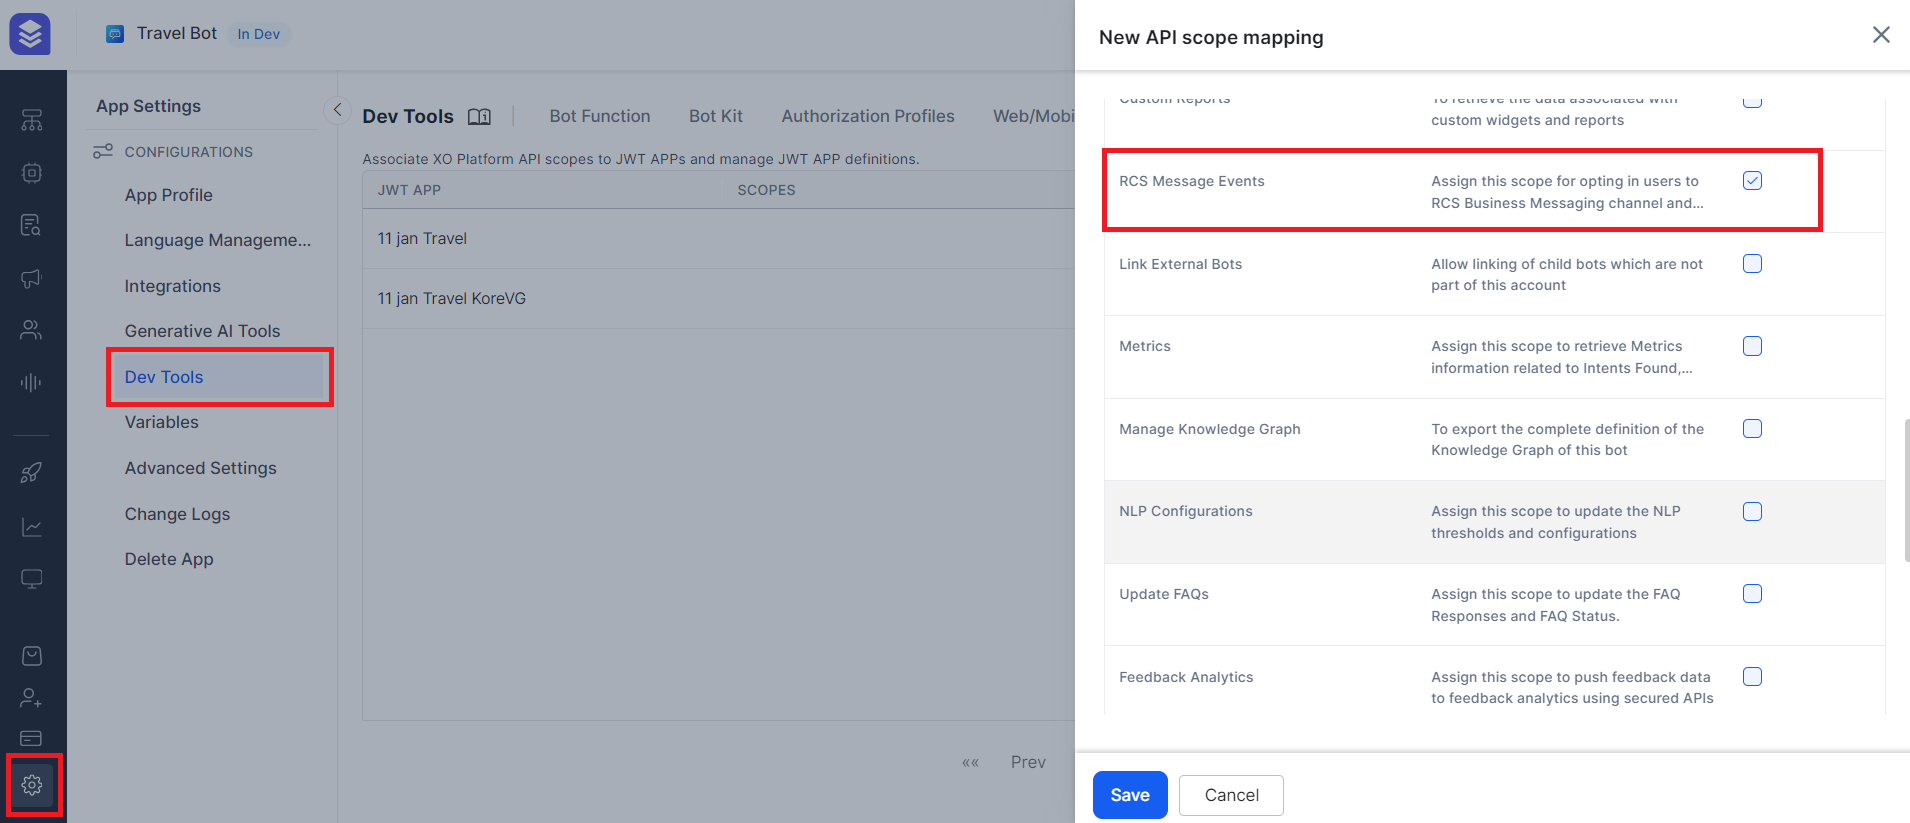 Travel Bot
In Dev
New API scope mapping
App Settings
CONFIGURATIONS
App Profile
Language Manageme...
Integrations
Generative AI Tools
Dev Tools
Variables
Advanced Settings
Change Logs
Delete App
Dev Tools
Bot Function
Bot Kit
Authorization Profiles
Web/Mobi
Associate XO Platform API scopes to JWT APPs and manage JWT APP definitions.
JWT APP
SCOPES
11 jan Travel
11 jan Travel KoreVG
««
Prev
Custom Reports
To retrieve the data associated with
custom widgets and reports
RCS Message Events
Assign this scope for opting in users to
RCS Business Messaging channel and...
Link External Bots
Allow linking of child bots which are not
part of this account
Metrics
Assign this scope to retrieve Metrics
information related to Intents Found,...
Manage Knowledge Graph
To export the complete definition of the
Knowledge Graph of this bot
NLP Configurations
Assign this scope to update the NLP
thresholds and configurations
Update FAQs
Assign this scope to update the FAQ
Responses and FAQ Status.
Feedback Analytics
Assign this scope to push feedback data
to feedback analytics using secured APIs
Save
Cancel